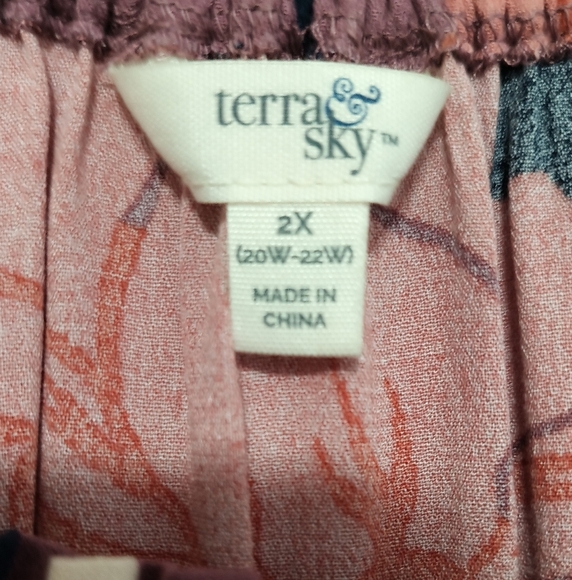 terra&
sky™
2X
(20W-22W)
MADE IN
CHINA